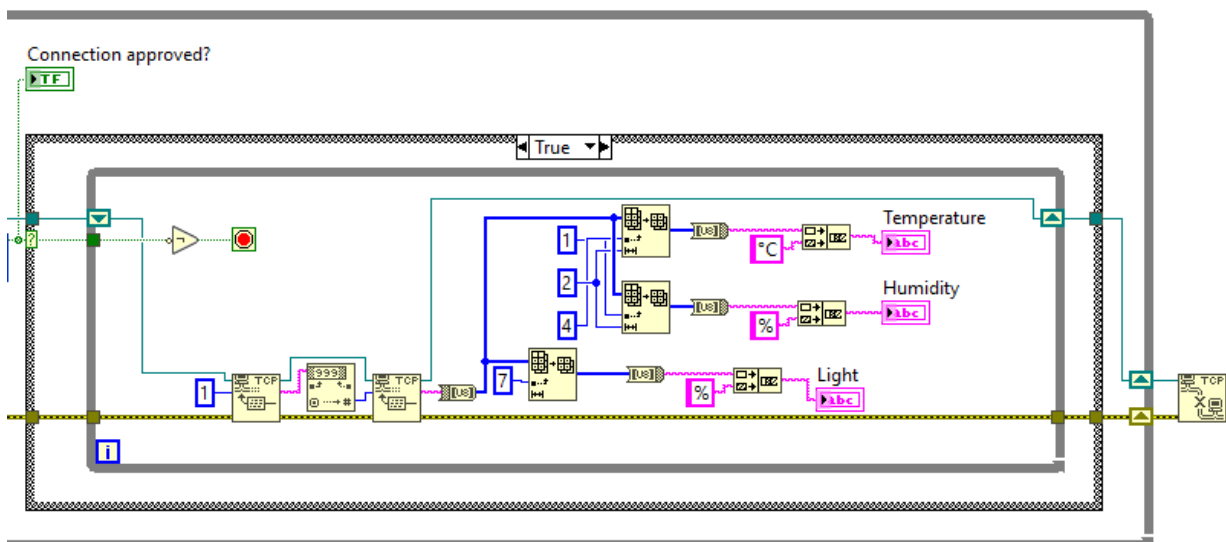 Connection approved?
TF
True
?
1
2
4
°C
Temperature
abc
Humidity
%
abc
[U8]
[U8]
7
[U8]
%
Light
abc
1
TCP
999
#
TCP
[U8]
i
TCP